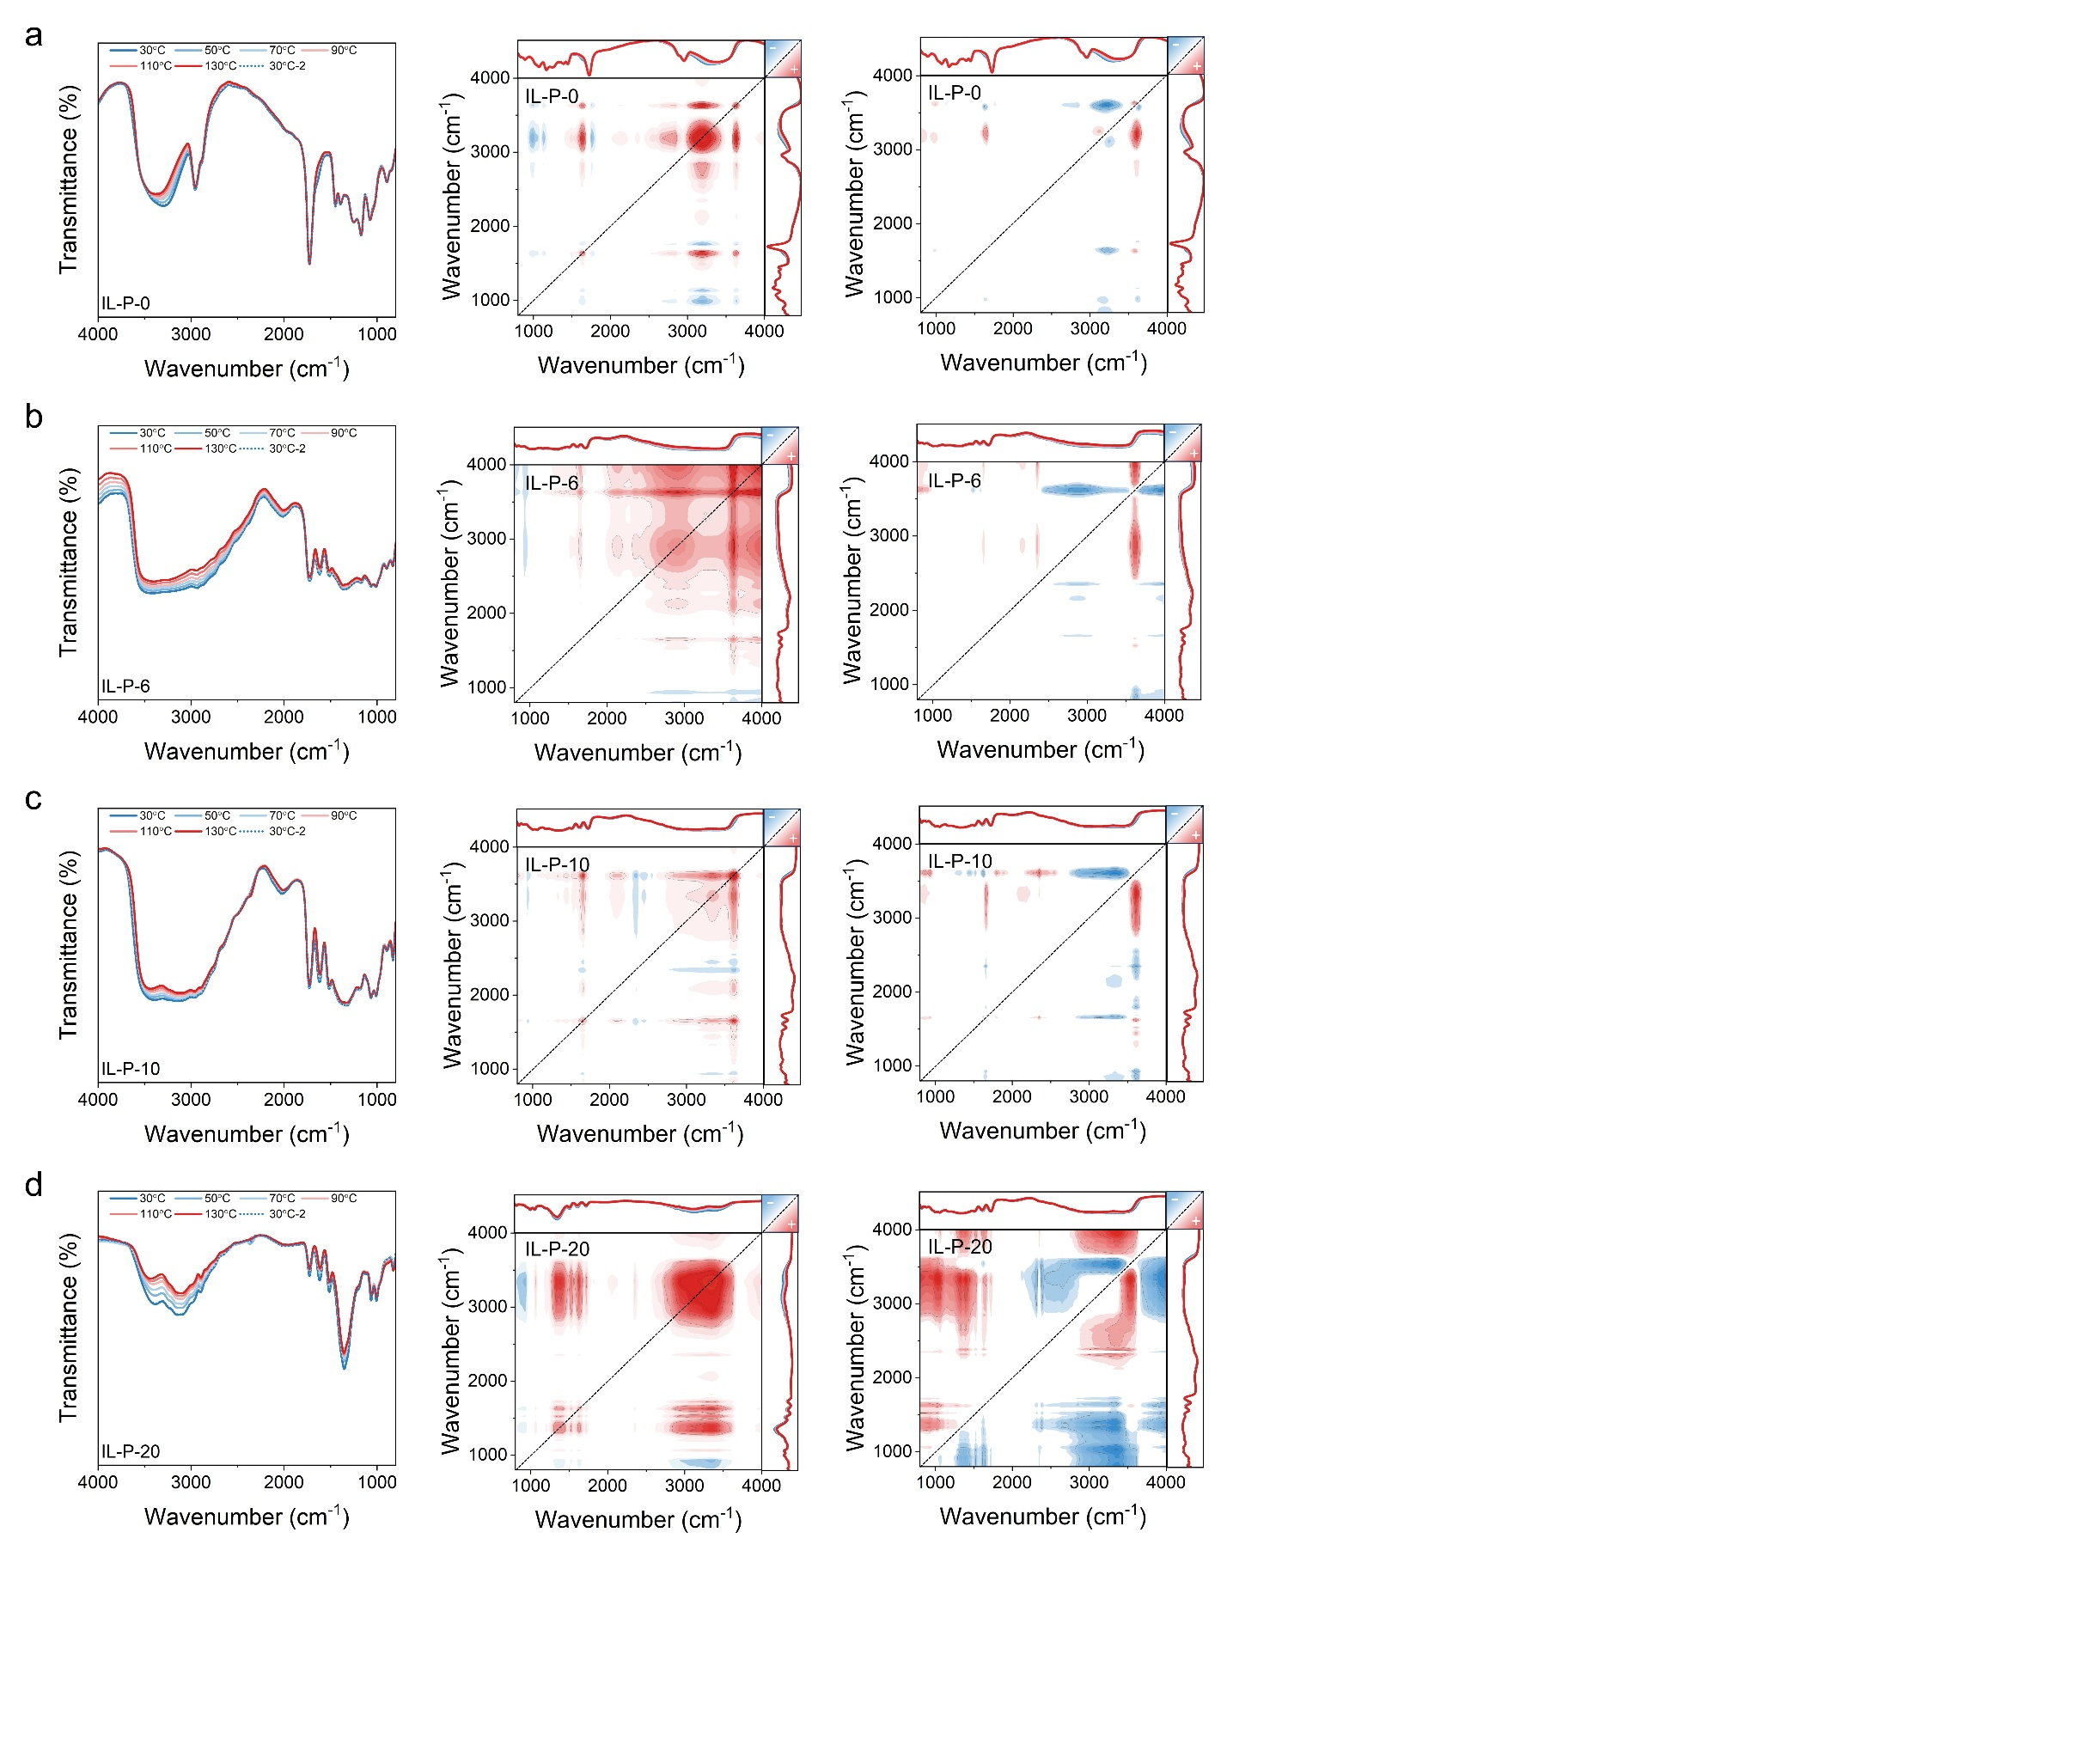 a
30°C 50°C 70°C 90°C
110°C 130°C 30°C-2
Transmittance (%)
IL-P-0
4000 3000 2000 1000
Wavenumber (cm-1)
- +
IL-P-0
4000
3000
2000
1000
Wavenumber (cm-1)
1000 2000 3000 4000
Wavenumber (cm-1)
- +
IL-P-0
4000
3000
2000
1000
Wavenumber (cm-1)
1000 2000 3000 4000
Wavenumber (cm-1)
b
30°C 50°C 70°C 90°C
110°C 130°C 30°C-2
Transmittance (%)
IL-P-6
4000 3000 2000 1000
Wavenumber (cm-1)
- +
IL-P-6
4000
3000
2000
1000
Wavenumber (cm-1)
1000 2000 3000 4000
Wavenumber (cm-1)
- +
IL-P-6
4000
3000
2000
1000
Wavenumber (cm-1)
1000 2000 3000 4000
Wavenumber (cm-1)
c
30°C 50°C 70°C 90°C
110°C 130°C 30°C-2
Transmittance (%)
IL-P-10
4000 3000 2000 1000
Wavenumber (cm-1)
- +
IL-P-10
4000
3000
2000
1000
Wavenumber (cm-1)
1000 2000 3000 4000
Wavenumber (cm-1)
- +
IL-P-10
4000
3000
2000
1000
Wavenumber (cm-1)
1000 2000 3000 4000
Wavenumber (cm-1)
d
30°C 50°C 70°C 90°C
110°C 130°C 30°C-2
Transmittance (%)
IL-P-20
4000 3000 2000 1000
Wavenumber (cm-1)
- +
IL-P-20
4000
3000
2000
1000
Wavenumber (cm-1)
1000 2000 3000 4000
Wavenumber (cm-1)
- +
IL-P-20
4000
3000
2000
1000
Wavenumber (cm-1)
1000 2000 3000 4000
Wavenumber (cm-1)